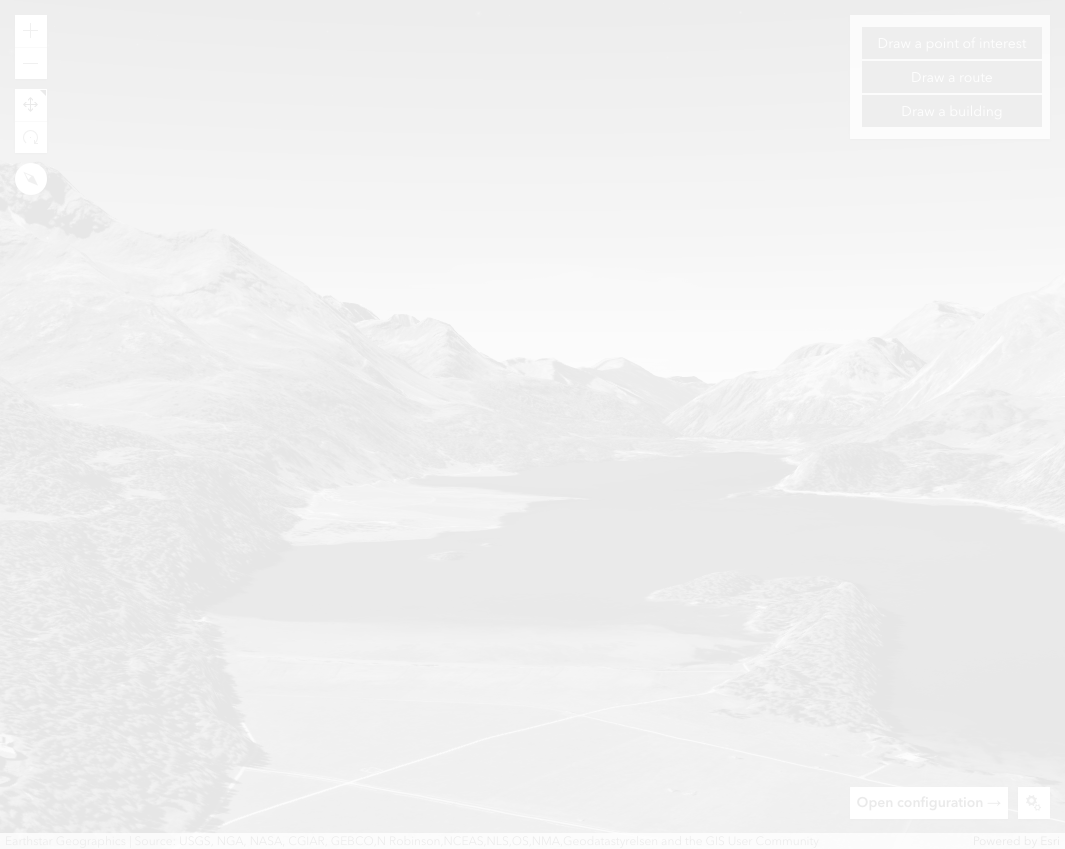 Draw a point of interest
Draw a route
Draw a building
Open configuration →
Earthstar Geographics | Source: USGS, NGA, NASA, CGIAR, GEBCO,N Robinson,NCEAS,NLS,OS,NMA,Geodatastyrelsen and the GIS User Community
Powered by Esri